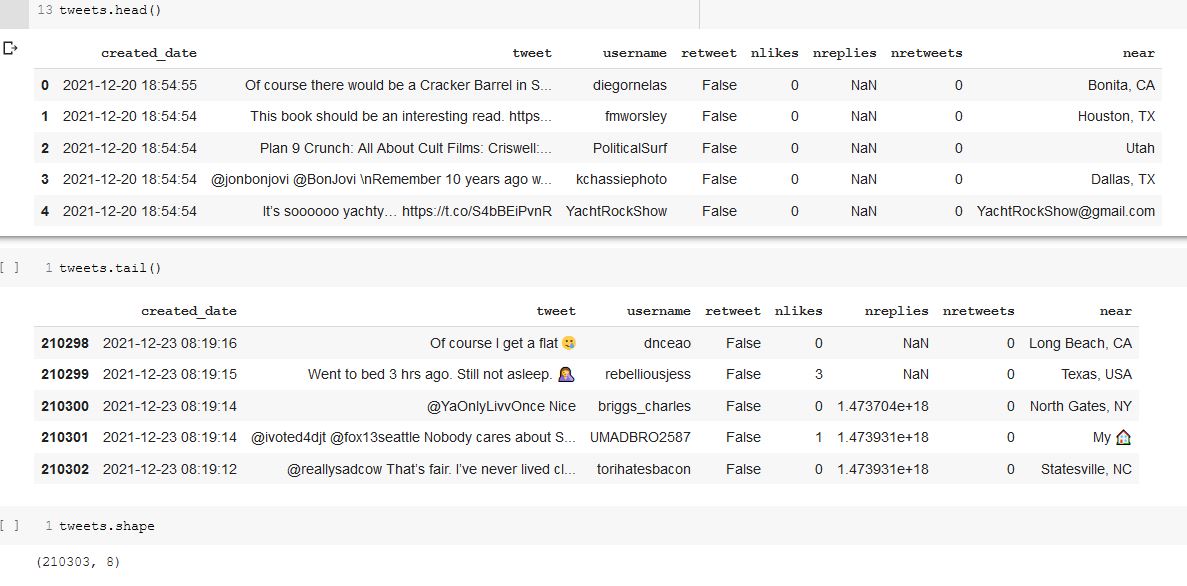 13 tweets.head()
created_date tweet username retweet nlikes nreplies nretweets near
0 2021-12-20 18:54:55 Of course there would be a Cracker Barrel in S... diegornelas False 0 NaN 0 Bonita, CA
1 2021-12-20 18:54:54 This book should be an interesting read. https... fmworsley False 0 NaN 0 Houston, TX
2 2021-12-20 18:54:54 Plan 9 Crunch: All About Cult Films: Criswell:... PoliticalSurf False 0 NaN 0 Utah
3 2021-12-20 18:54:54 @jonbonjovi @BonJovi \nRemember 10 years ago w... kchassiephoto False 0 NaN 0 Dallas, TX
4 2021-12-20 18:54:54 It's soooooo yachty… https://t.co/S4bBEiPvnR YachtRockShow False 0 NaN 0 YachtRockShow@gmail.com
[ ] 1 tweets.tail()
created_date tweet username retweet nlikes nreplies nretweets near
210298 2021-12-23 08:19:16 Of course I get a flat 🥲 dnceao False 0 NaN 0 Long Beach, CA
210299 2021-12-23 08:19:15 Went to bed 3 hrs ago. Still not asleep. 🤦‍♀️ rebelliousjess False 3 NaN 0 Texas, USA
210300 2021-12-23 08:19:14 @YaOnlyLivvOnce Nice briggs_charles False 0 1.473704e+18 0 North Gates, NY
210301 2021-12-23 08:19:14 @ivoted4djt @fox13seattle Nobody cares about S... UMADBRO2587 False 1 1.473931e+18 0 My 🏠
210302 2021-12-23 08:19:12 @reallysadcow That's fair. I've never lived cl... torihatesbacon False 0 1.473931e+18 0 Statesville, NC
[ ] 1 tweets.shape
(210303, 8)